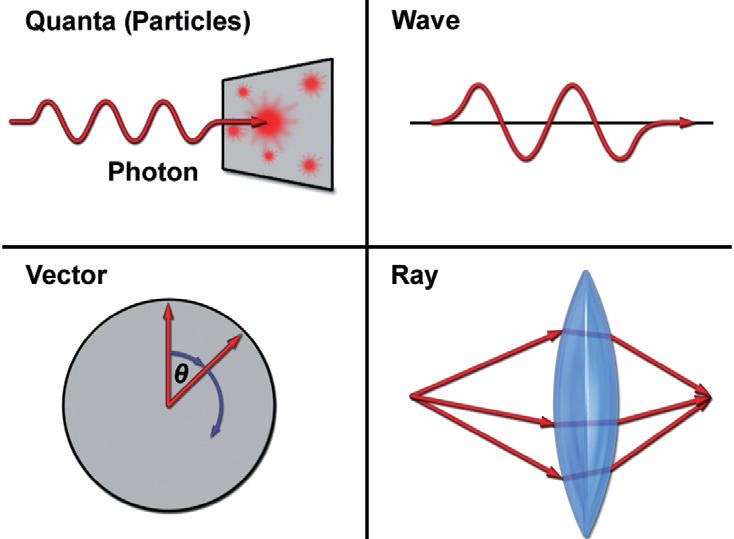 Quanta (Particles)
Photon
Wave
Vector
θ
Ray